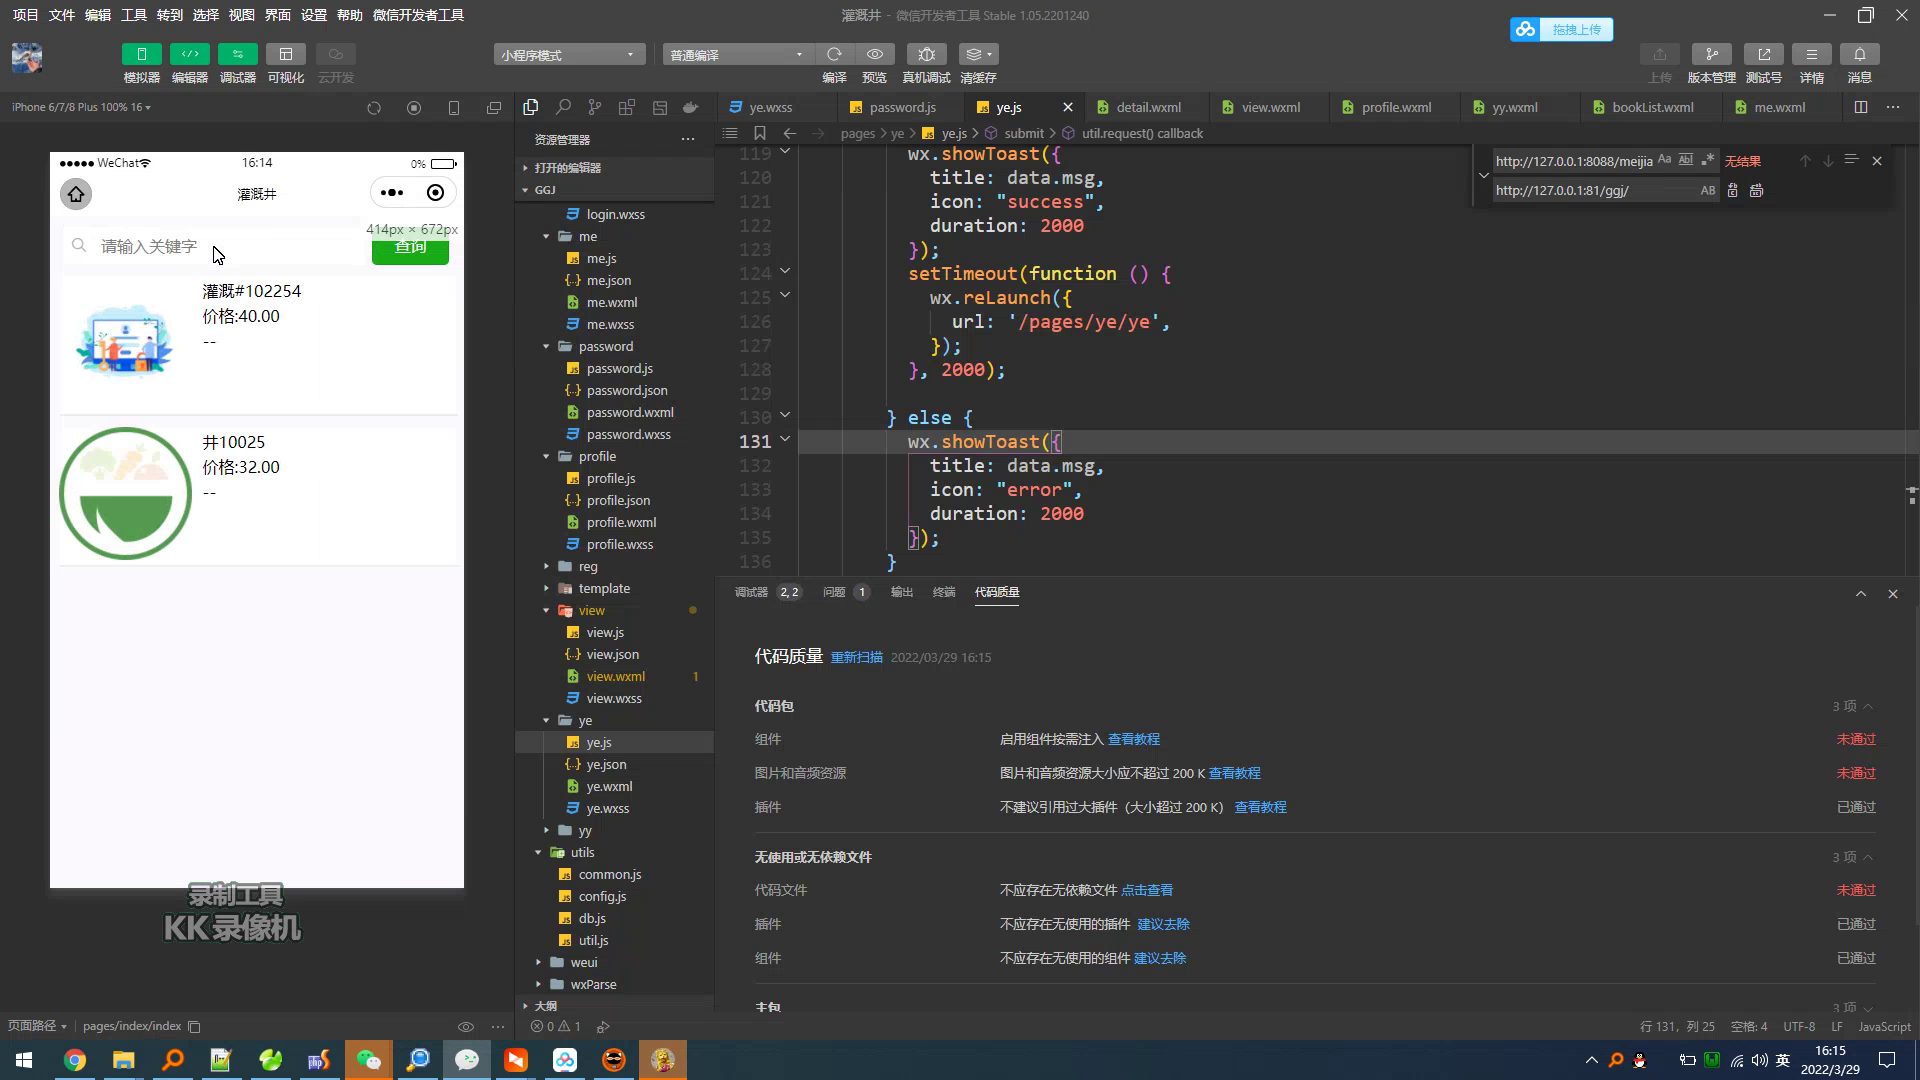 项目 文件 编辑 工具 转到 选择 视图 界面 设置 帮助 微信开发者工具
灌溉井 - 微信开发者工具 Stable 1.05.2201240
拖拽上传
小程序模式
普通编译
模拟器 编辑器 调试器 可视化 云开发
编译 预览 真机调试 清缓存
上传 版本管理 测试号 详情 消息
iPhone 6/7/8 Plus 100% 16
WeChat
16:14
0%
灌溉井
414px × 672px
请输入关键字
查询
灌溉#102254
价格:40.00
--
井10025
价格:32.00
--
录制工具
KK 录像机
页面路径
pages/index/index
资源管理器
打开的编辑器
GGJ
login.wxss
me
me.js
me.json
me.wxml
me.wxss
password
password.js
password.json
password.wxml
password.wxss
profile
profile.js
profile.json
profile.wxml
profile.wxss
reg
template
view
view.js
view.json
view.wxml 1
view.wxss
ye
ye.js
ye.json
ye.wxml
ye.wxss
yy
utils
common.js
config.js
db.js
util.js
weui
wxParse
大纲
0 1
ye.wxss
password.js
ye.js
detail.wxml
view.wxml
profile.wxml
yy.wxml
bookList.wxml
me.wxml
pages > ye > ye.js > submit > util.request() callback
http://127.0.0.1:8088/meijia
Aa Abl
无结果
http://127.0.0.1:81/ggj/
AB
119 wx.showToast({
120 title: data.msg,
121 icon: "success",
122 duration: 2000
123 });
124 setTimeout(function () {
125 wx.reLaunch({
126 url: '/pages/ye/ye',
127 });
128 }, 2000);
129
130 } else {
131 wx.showToast({
132 title: data.msg,
133 icon: "error",
134 duration: 2000
135 });
136 }
调试器 2, 2 问题 1 输出 终端 代码质量
代码质量 重新扫描 2022/03/29 16:15
代码包 3 项
组件 启用组件按需注入 查看教程 未通过
图片和音频资源 图片和音频资源大小应不超过 200 K 查看教程 未通过
插件 不建议引用过大插件（大小超过 200 K） 查看教程 已通过
无使用或无依赖文件 3 项
代码文件 不应存在无依赖文件 点击查看 未通过
插件 不应存在无使用的插件 建议去除 已通过
组件 不应存在无使用的组件 建议去除 已通过
主包 3 项
行 131，列 25 空格: 4 UTF-8 LF JavaScript
英
16:15
2022/3/29